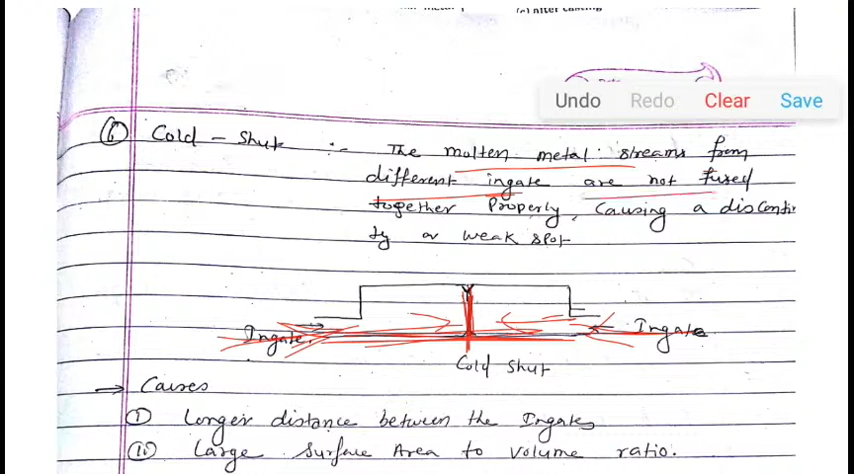 (c) After casting
Undo Redo Clear Save
⑥ Cold - Shut :- The molten metal streams from
different ingate are not fused
together Properly, Causing a disconti
ty or weak spot
Ingate. Ingate
Cold Shut
→ Causes
(i) Longer distance between the Ingates
(ii) Large Surface Area to Volume ratio.